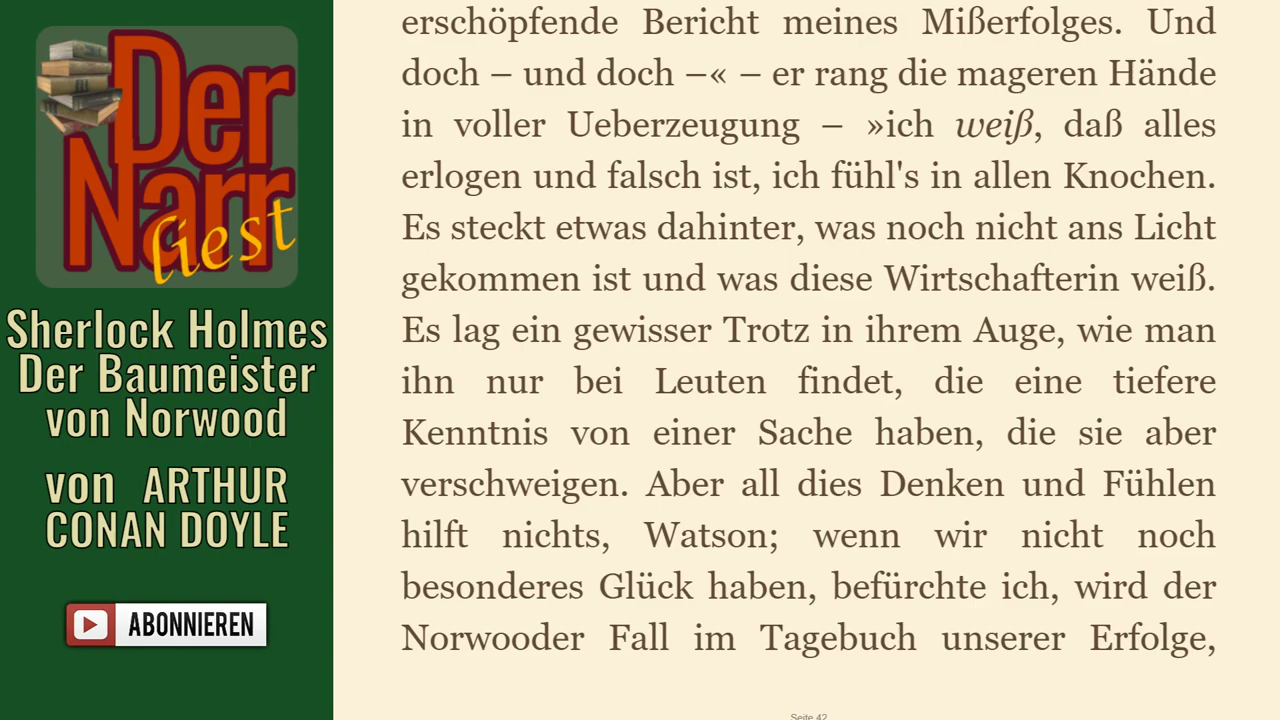 Der
Narr
liest
Sherlock Holmes
Der Baumeister
von Norwood
von ARTHUR
CONAN DOYLE
ABONNIEREN
erschöpfende Bericht meines Mißerfolges. Und
doch – und doch –« – er rang die mageren Hände
in voller Ueberzeugung – »ich weiß, daß alles
erlogen und falsch ist, ich fühl's in allen Knochen.
Es steckt etwas dahinter, was noch nicht ans Licht
gekommen ist und was diese Wirtschafterin weiß.
Es lag ein gewisser Trotz in ihrem Auge, wie man
ihn nur bei Leuten findet, die eine tiefere
Kenntnis von einer Sache haben, die sie aber
verschweigen. Aber all dies Denken und Fühlen
hilft nichts, Watson; wenn wir nicht noch
besonderes Glück haben, befürchte ich, wird der
Norwooder Fall im Tagebuch unserer Erfolge,
Seite 42